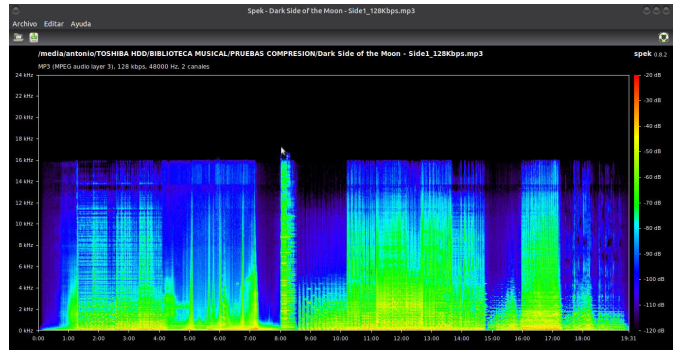 Spek - Dark Side of the Moon - Side1_128Kbps.mp3
Archivo Editar Ayuda
/media/antonio/TOSHIBA HDD/BIBLIOTECA MUSICAL/PRUEBAS COMPRESION/Dark Side of the Moon - Side1_128Kbps.mp3 spek 0.8.2
MP3 (MPEG audio layer 3), 128 kbps, 48000 Hz, 2 canales
24 kHz -20 dB
22 kHz
20 kHz -30 dB
18 kHz -40 dB
16 kHz -50 dB
14 kHz -60 dB
12 kHz -70 dB
10 kHz -80 dB
8 kHz -90 dB
6 kHz
4 kHz -100 dB
2 kHz -110 dB
0 kHz -120 dB
0:00 1:00 2:00 3:00 4:00 5:00 6:00 7:00 8:00 9:00 10:00 11:00 12:00 13:00 14:00 15:00 16:00 17:00 18:00 19:31